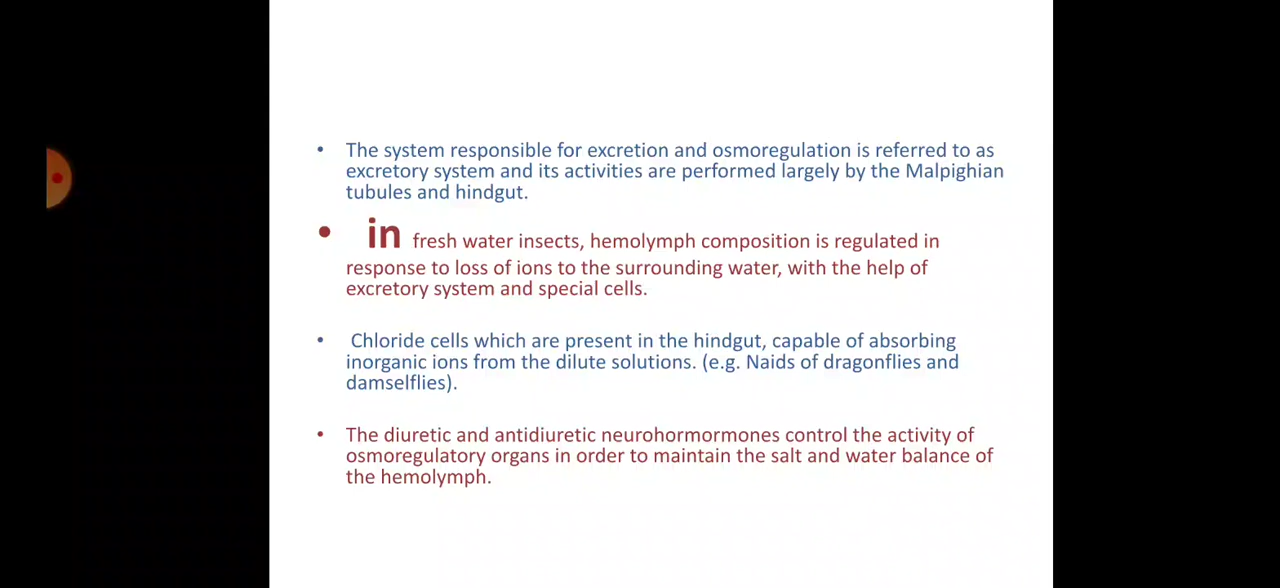 • The system responsible for excretion and osmoregulation is referred to as
excretory system and its activities are performed largely by the Malpighian
tubules and hindgut.
• in fresh water insects, hemolymph composition is regulated in
response to loss of ions to the surrounding water, with the help of
excretory system and special cells.
• Chloride cells which are present in the hindgut, capable of absorbing
inorganic ions from the dilute solutions. (e.g. Naids of dragonflies and
damselflies).
• The diuretic and antidiuretic neurohormormones control the activity of
osmoregulatory organs in order to maintain the salt and water balance of
the hemolymph.